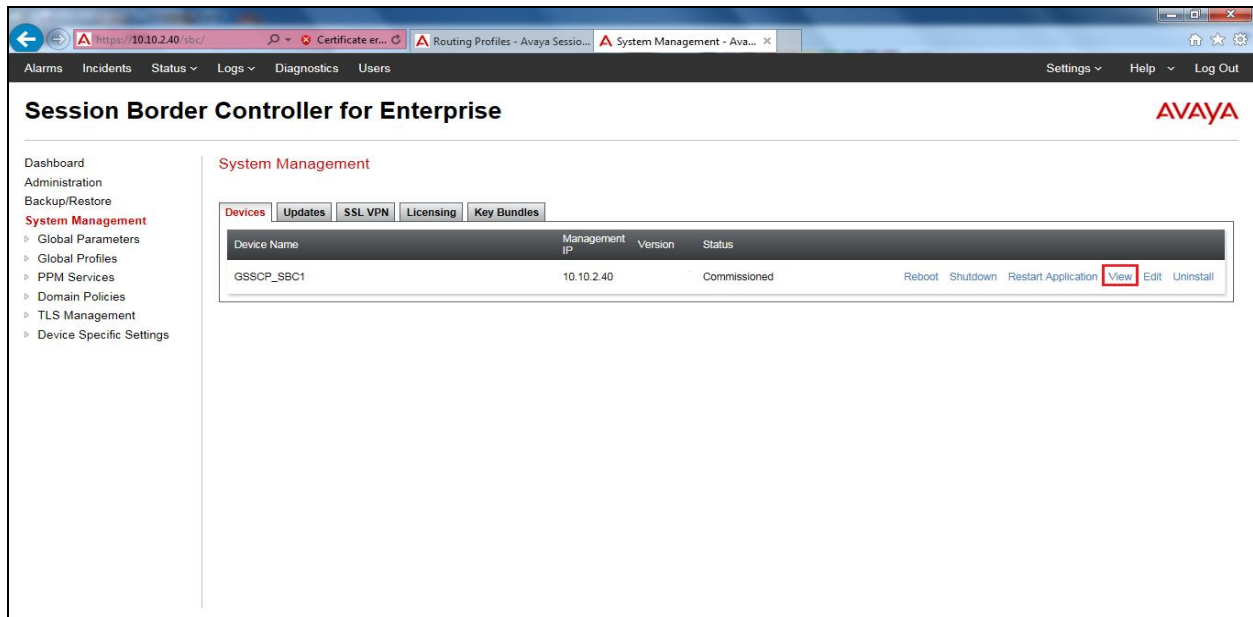 https://10.10.2.40/sbc/ Certificate er... Routing Profiles - Avaya Sessio... System Management - Ava...
Alarms Incidents Status Logs Diagnostics Users Settings Help Log Out
Session Border Controller for Enterprise AVAYA
Dashboard
Administration
Backup/Restore
System Management
Global Parameters
Global Profiles
PPM Services
Domain Policies
TLS Management
Device Specific Settings
System Management
Devices Updates SSL VPN Licensing Key Bundles
Device Name Management IP Version Status
GSSCP_SBC1 10.10.2.40 Commissioned Reboot Shutdown Restart Application View Edit Uninstall